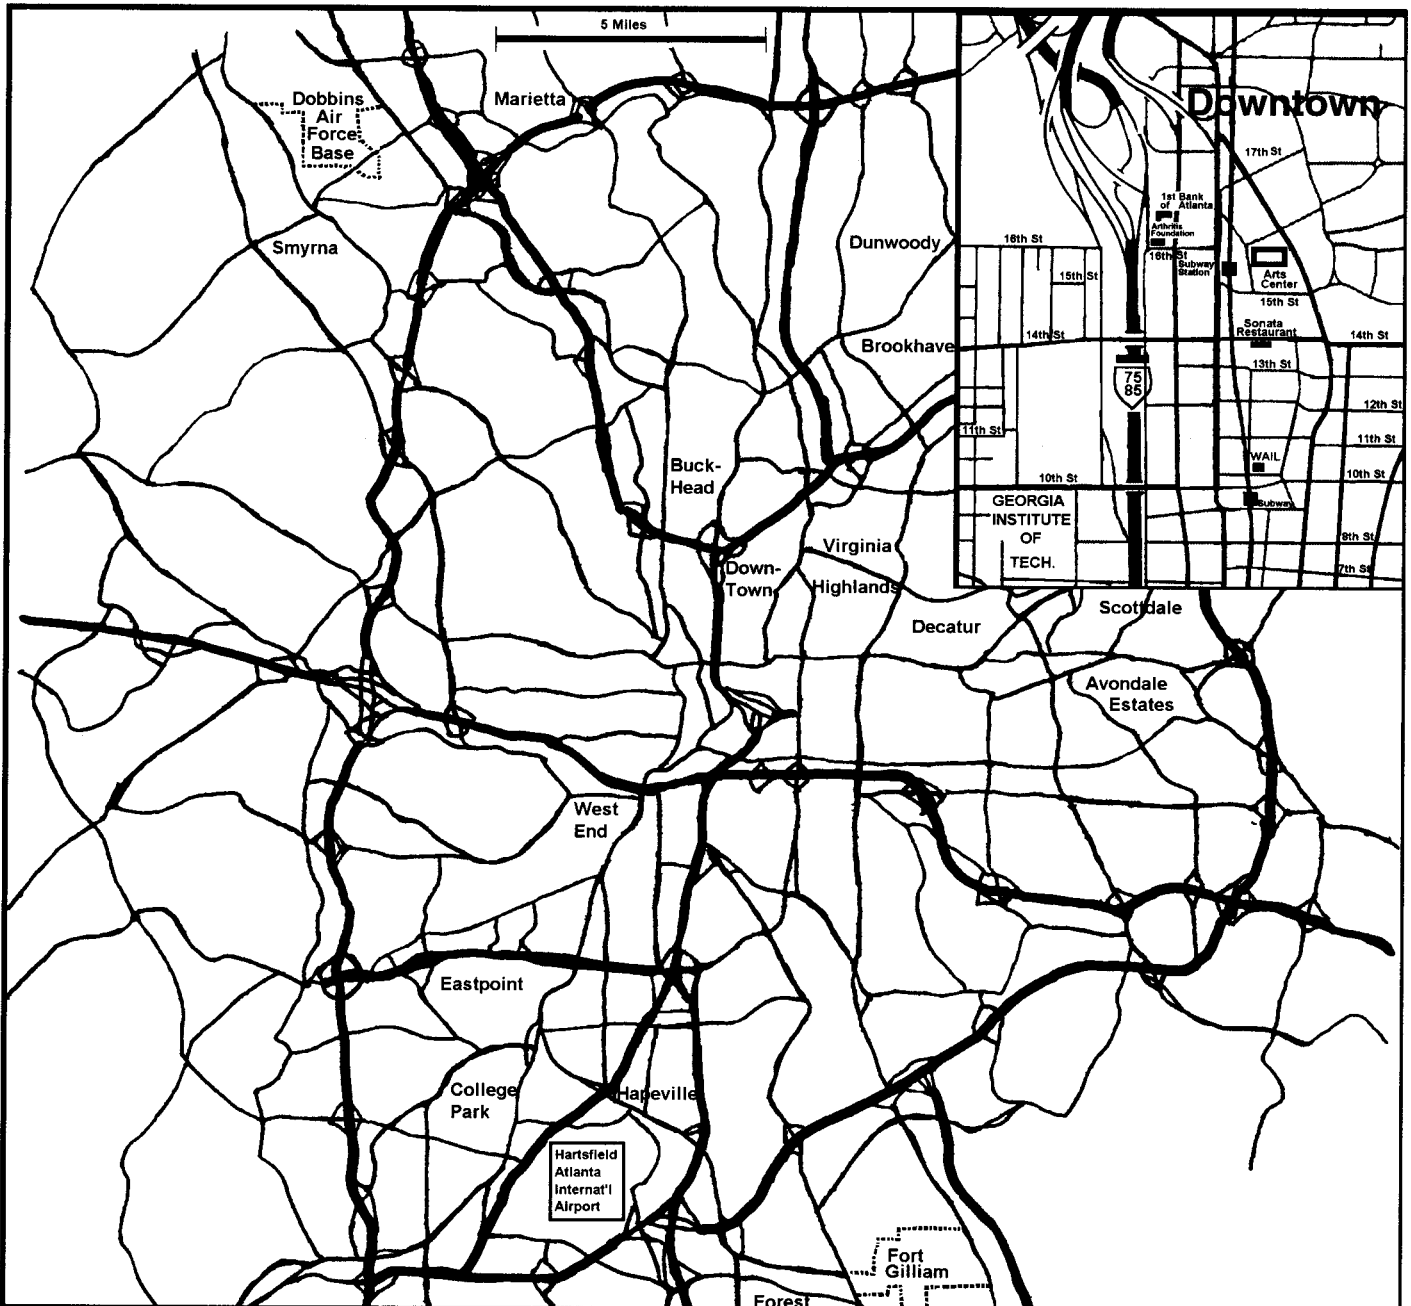 5 Miles
Marietta
Dobbins
Air
Force
Base
Smyrna
Dunwoody
Brookhave
Buck-
Head
Down-
Town
Virginia
Highlands
Decatur
Scottdale
Avondale
Estates
West
End
Eastpoint
College
Park
Hapeville
Hartsfield
Atlanta
Internat'l
Airport
Fort
Gilliam
Forest
Downtown
17th St
1st Bank
of Atlanta
Arthritis
Foundation
16th St
16th St
Subway
Station
15th St
Arts
Center
15th St
Sonata
Restaurant
14th St
14th St
13th St
75
85
12th St
11th St
11th St
WAIL
10th St
10th St
Subway
GEORGIA
INSTITUTE
OF
TECH.
8th St
7th St